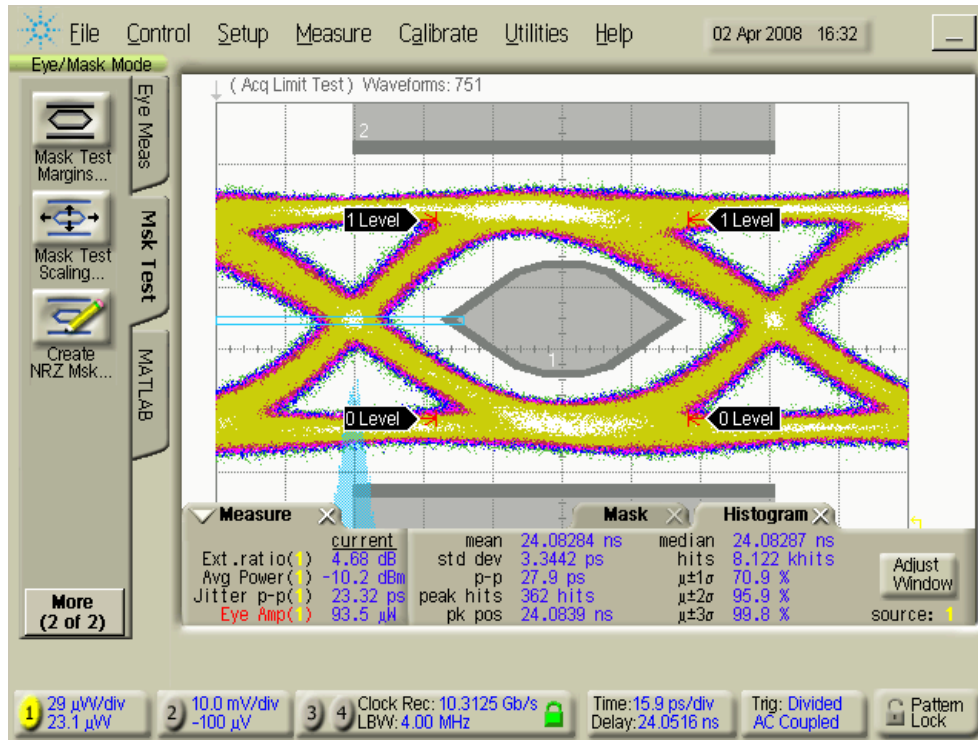 File Control Setup Measure Calibrate Utilities Help 02 Apr 2008 16:32
Eye/Mask Mode
( Acq Limit Test ) Waveforms: 751
Eye Meas
Msk Test
MATLAB
Mask Test
Margins...
Mask Test
Scaling...
Create
NRZ Msk...
More
(2 of 2)
2
1 Level 1 Level
1
0 Level 0 Level
Measure Mask Histogram
current
Ext.ratio(1) 4.68 dB
Avg Power(1) -10.2 dBm
Jitter p-p(1) 23.32 ps
Eye Amp(1) 93.5 µW
mean 24.08284 ns median 24.08287 ns
std dev 3.3442 ps hits 8.122 khits
p-p 27.9 ps µ±1σ 70.9 %
peak hits 362 hits µ±2σ 95.9 %
pk pos 24.0839 ns µ±3σ 99.8 %
Adjust
Window
source: 1
1 29 µW/div
23.1 µW
2 10.0 mV/div
-100 µV
3 4 Clock Rec: 10.3125 Gb/s
LBW: 4.00 MHz
Time:15.9 ps/div
Delay:24.0516 ns
Trig: Divided
AC Coupled
Pattern
Lock